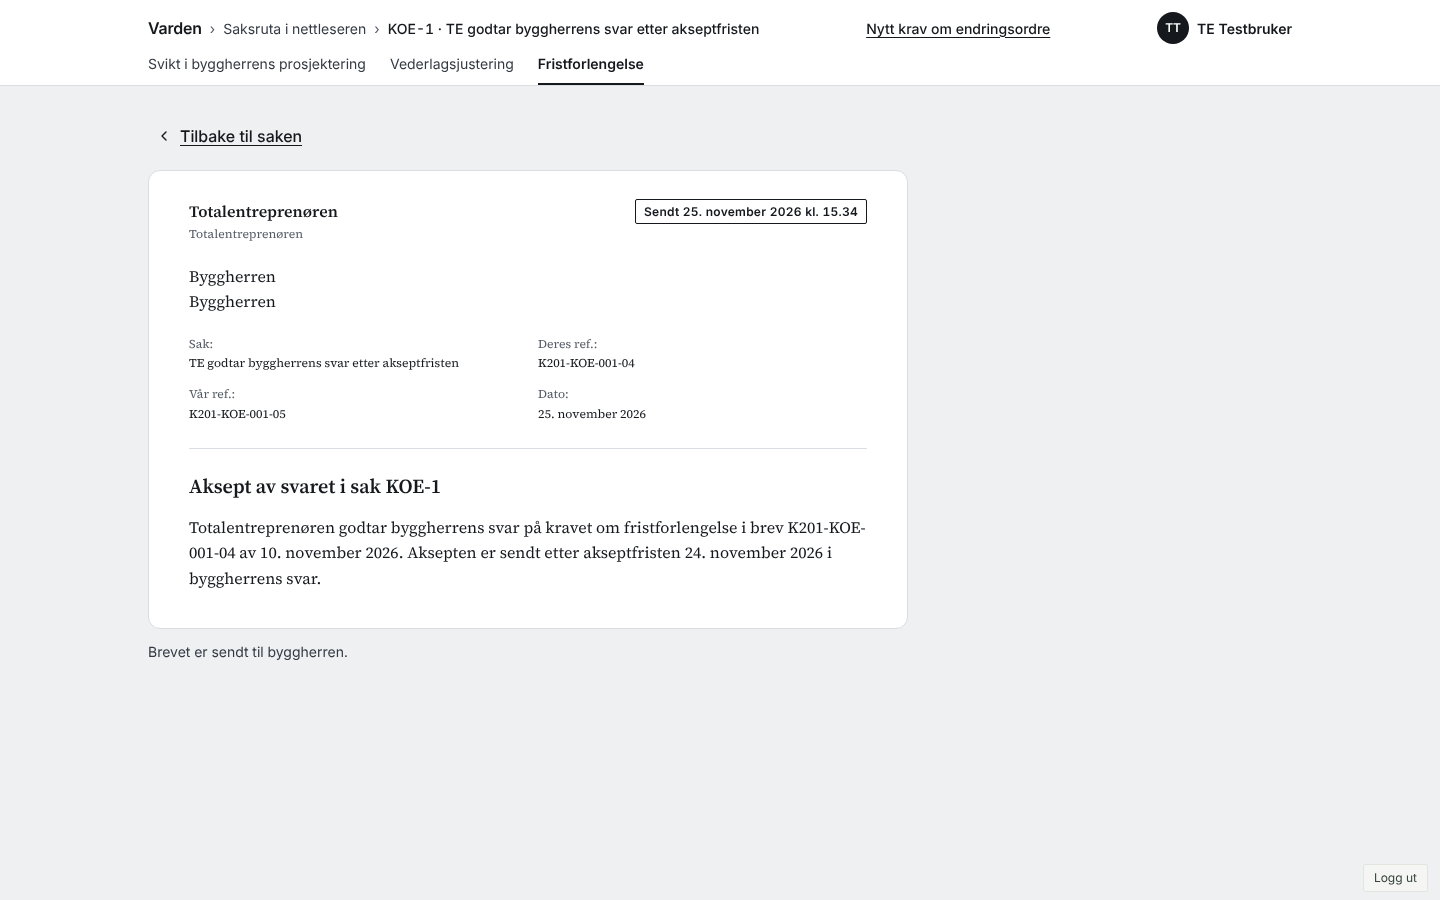 Varden › Saksruta i nettleseren › KOE-1 · TE godtar byggherrens svar etter akseptfristen
Nytt krav om endringsordre
TT TE Testbruker
Svikt i byggherrens prosjektering Vederlagsjustering Fristforlengelse
Tilbake til saken
Totalentreprenøren
Sendt 25. november 2026 kl. 15.34
Totalentreprenøren
Byggherren
Byggherren
Sak:
TE godtar byggherrens svar etter akseptfristen
Deres ref.:
K201-KOE-001-04
Vår ref.:
K201-KOE-001-05
Dato:
25. november 2026
Aksept av svaret i sak KOE-1
Totalentreprenøren godtar byggherrens svar på kravet om fristforlengelse i brev K201-KOE-
001-04 av 10. november 2026. Aksepten er sendt etter akseptfristen 24. november 2026 i
byggherrens svar.
Brevet er sendt til byggherren.
Logg ut